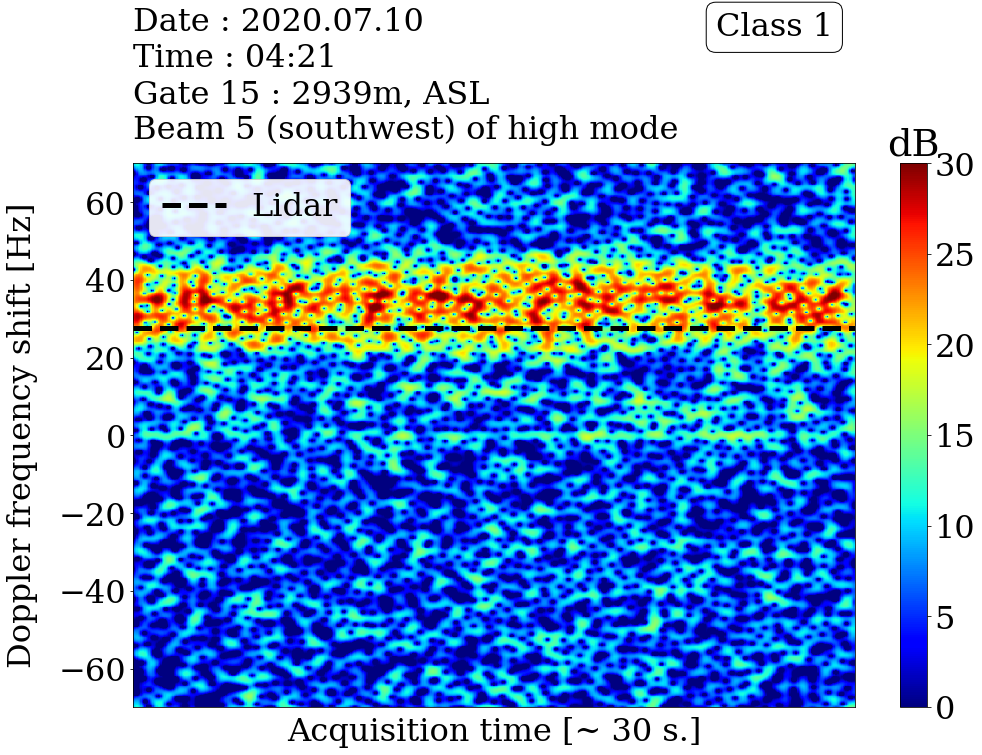 Date : 2020.07.10
Time : 04:21
Gate 15 : 2939m, ASL
Beam 5 (southwest) of high mode
Class 1
dB
Lidar
Doppler frequency shift [Hz]
60
40
20
0
−20
−40
−60
Acquisition time [~ 30 s.]
30
25
20
15
10
5
0